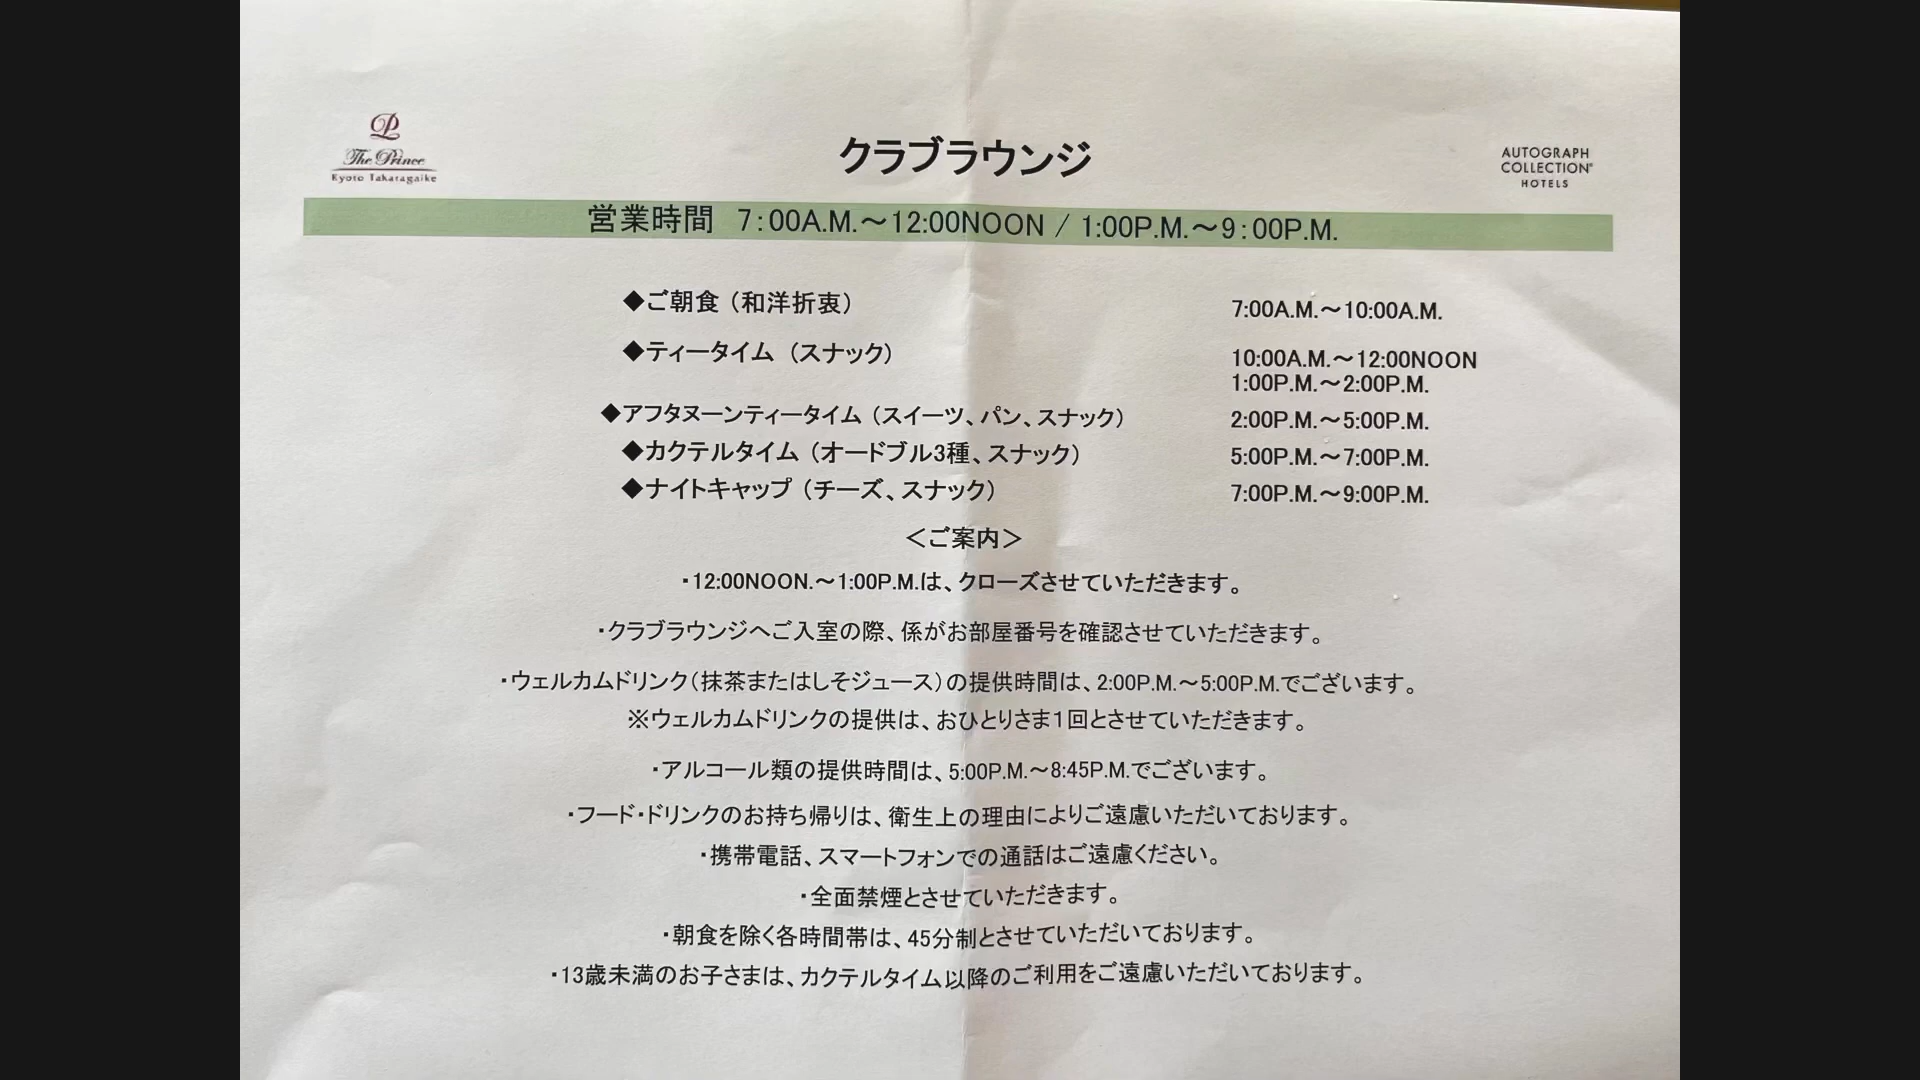 The Prince
Kyoto Takaragaike
クラブラウンジ
AUTOGRAPH
COLLECTION®
HOTELS
営業時間 7:00A.M.～12:00NOON / 1:00P.M.～9:00P.M.
◆ご朝食（和洋折衷） 7:00A.M.～10:00A.M.
◆ティータイム（スナック） 10:00A.M.～12:00NOON
1:00P.M.～2:00P.M.
◆アフタヌーンティータイム（スイーツ、パン、スナック） 2:00P.M.～5:00P.M.
◆カクテルタイム（オードブル3種、スナック） 5:00P.M.～7:00P.M.
◆ナイトキャップ（チーズ、スナック） 7:00P.M.～9:00P.M.
＜ご案内＞
・12:00NOON.～1:00P.M.は、クローズさせていただきます。
・クラブラウンジへご入室の際、係がお部屋番号を確認させていただきます。
・ウェルカムドリンク（抹茶またはしそジュース）の提供時間は、2:00P.M.～5:00P.M.でございます。
※ウェルカムドリンクの提供は、おひとりさま１回とさせていただきます。
・アルコール類の提供時間は、5:00P.M.～8:45P.M.でございます。
・フード・ドリンクのお持ち帰りは、衛生上の理由によりご遠慮いただいております。
・携帯電話、スマートフォンでの通話はご遠慮ください。
・全面禁煙とさせていただきます。
・朝食を除く各時間帯は、45分制とさせていただいております。
・13歳未満のお子さまは、カクテルタイム以降のご利用をご遠慮いただいております。